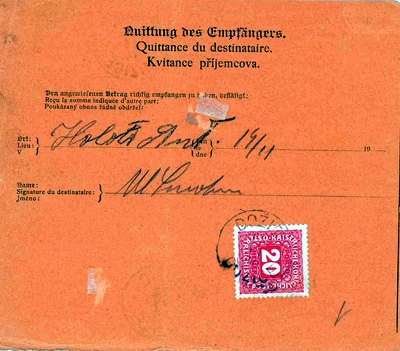 Quittung des Empfängers.
Quittance du destinataire.
Kvitance příjemcova.
Den angewiesenen Betrag richtig empfangen zu haben, bestätigt:
Reçu la somme indiquée d'autre part:
Poukázaný obnos řádně obdržel:
Ort:
Lieu:
V
am
le
dne
14/11
19
Name:
Signature du destinataire:
Jméno:
20